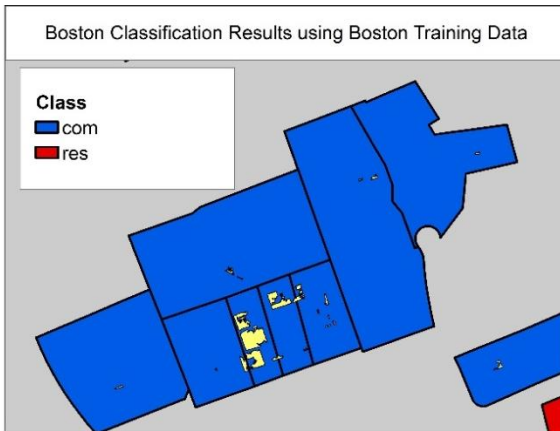 Boston Classification Results using Boston Training Data
Class
com
res